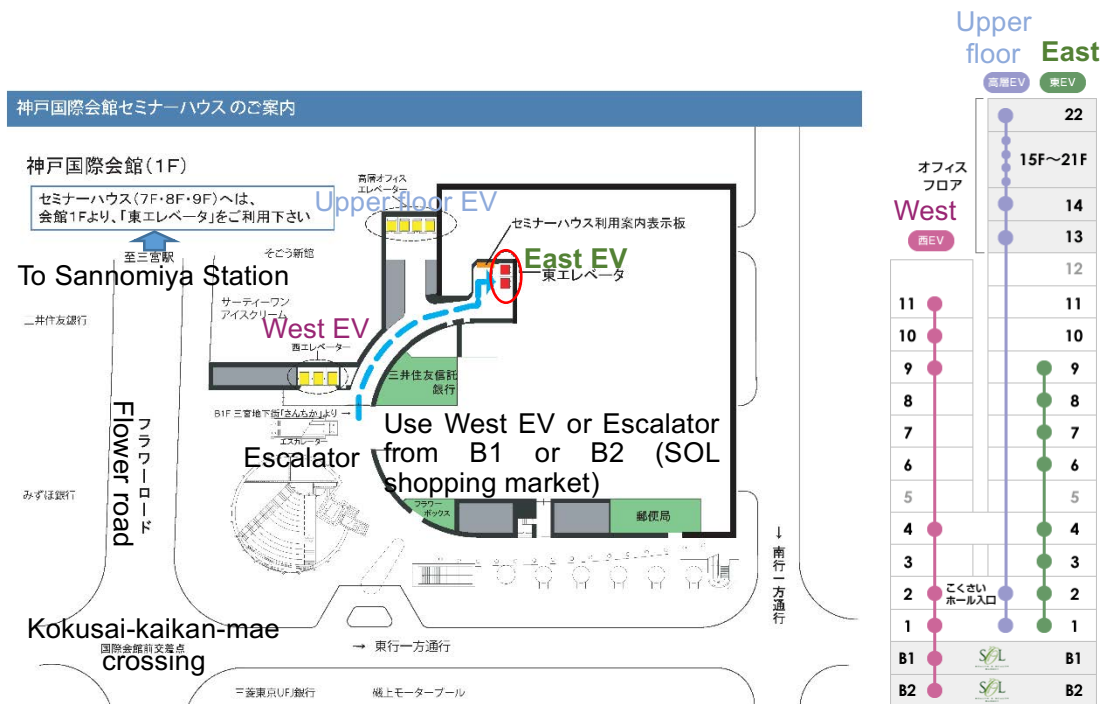 神戸国際会館セミナーハウス のご案内
神戸国際会館(1F)
セミナーハウス(7F・8F・9F)へは、
会館1Fより、「東エレベータ」をご利用下さい
至三宮駅
To Sannomiya Station
高層オフィス
エレベーター
Upper floor EV
セミナーハウス利用案内表示板
East EV
東エレベータ
そごう新館
サーティーワン
アイスクリーム
二井住友銀行
West EV
西エレベーター
三井住友信託
銀行
B1F 三宮地下街「さんちか」より →
エスカレーター
Escalator
Use West EV or Escalator
from B1 or B2 (SOL
shopping market)
フラワーロード
Flower road
みずほ銀行
フラワー
ボックス
郵便局
↓南行一方通行
Kokusai-kaikan-mae
国際会館前交差点
crossing
→ 東行一方通行
三菱東京UFJ銀行
磯上モータープール
Upper
floor
East
高層EV
東EV
オフィス
フロア
West
西EV
22
15F～21F
14
13
12
11 11
10 10
9 9
8 8
7 7
6 6
5 5
4 4
3 3
2 こくさい
ホール入口 2
1 1
B1 SOL B1
B2 SOL B2